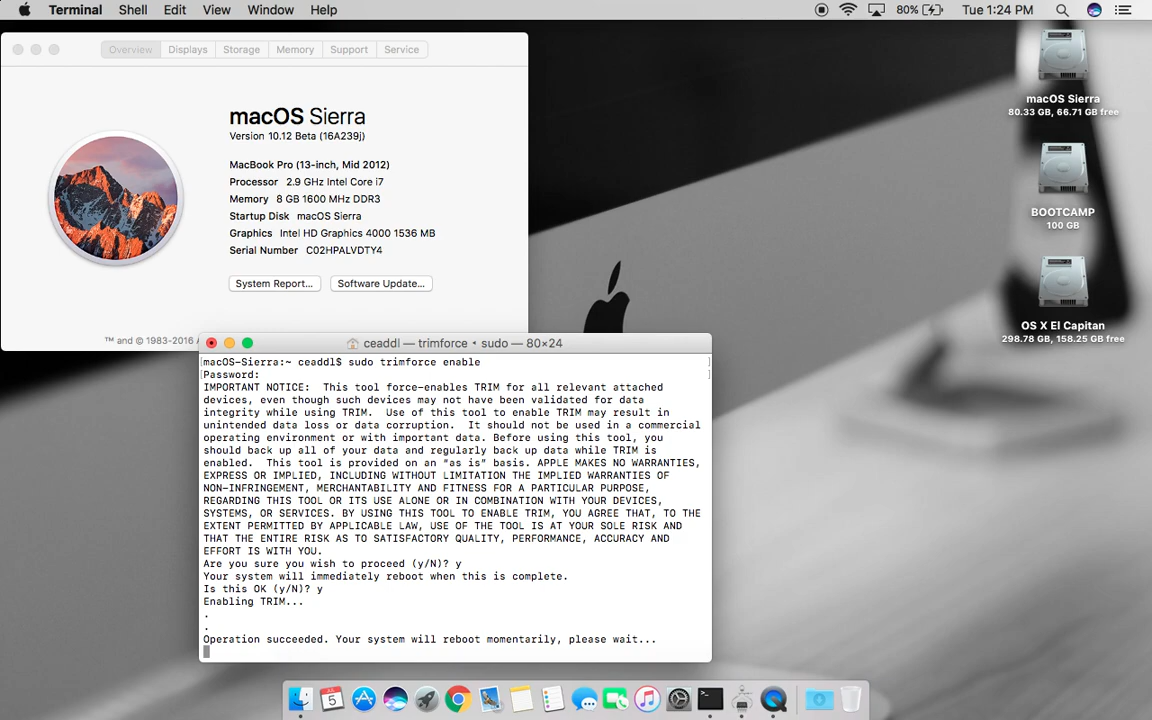 Terminal Shell Edit View Window Help 80% Tue 1:24 PM
Overview Displays Storage Memory Support Service
macOS Sierra
Version 10.12 Beta (16A239j)
MacBook Pro (13-inch, Mid 2012)
Processor 2.9 GHz Intel Core i7
Memory 8 GB 1600 MHz DDR3
Startup Disk macOS Sierra
Graphics Intel HD Graphics 4000 1536 MB
Serial Number C02HPALVDTY4
System Report... Software Update...
™ and © 1983-2016
macOS Sierra
80.33 GB, 66.71 GB free
BOOTCAMP
100 GB
OS X El Capitan
298.78 GB, 158.25 GB free
ceaddl — trimforce • sudo — 80×24
macOS-Sierra:~ ceaddl$ sudo trimforce enable
Password:
IMPORTANT NOTICE:  This tool force-enables TRIM for all relevant attached
devices, even though such devices may not have been validated for data
integrity while using TRIM.  Use of this tool to enable TRIM may result in
unintended data loss or data corruption.  It should not be used in a commercial
operating environment or with important data. Before using this tool, you
should back up all of your data and regularly back up data while TRIM is
enabled.  This tool is provided on an “as is” basis. APPLE MAKES NO WARRANTIES,
EXPRESS OR IMPLIED, INCLUDING WITHOUT LIMITATION THE IMPLIED WARRANTIES OF
NON-INFRINGEMENT, MERCHANTABILITY AND FITNESS FOR A PARTICULAR PURPOSE,
REGARDING THIS TOOL OR ITS USE ALONE OR IN COMBINATION WITH YOUR DEVICES,
SYSTEMS, OR SERVICES. BY USING THIS TOOL TO ENABLE TRIM, YOU AGREE THAT, TO THE
EXTENT PERMITTED BY APPLICABLE LAW, USE OF THE TOOL IS AT YOUR SOLE RISK AND
THAT THE ENTIRE RISK AS TO SATISFACTORY QUALITY, PERFORMANCE, ACCURACY AND
EFFORT IS WITH YOU.
Are you sure you wish to proceed (y/N)? y
Your system will immediately reboot when this is complete.
Is this OK (y/N)? y
Enabling TRIM...
.
.
Operation succeeded. Your system will reboot momentarily, please wait...
5